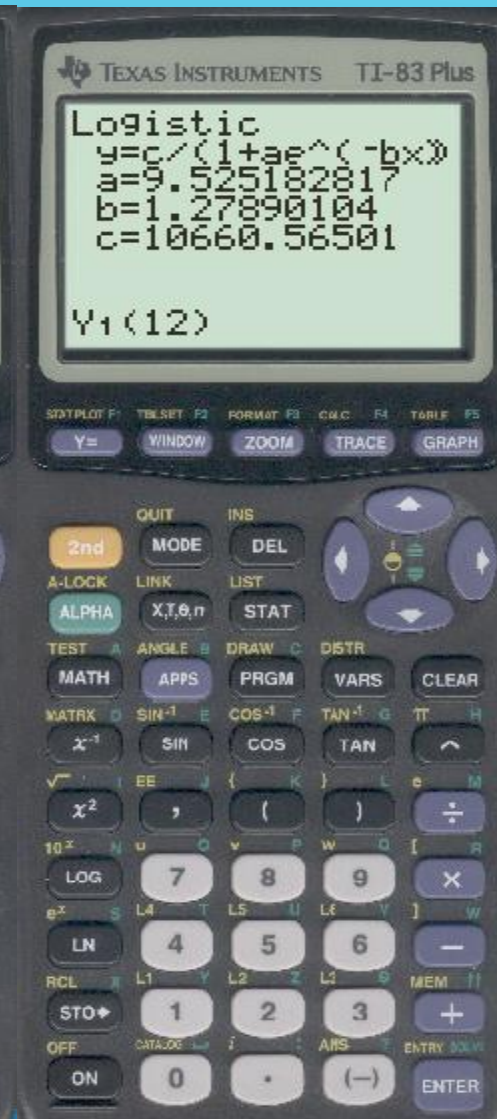 TEXAS INSTRUMENTS TI-83 Plus
Logistic
y=c/(1+ae^(-bx))
a=9.525182817
b=1.27890104
c=10660.56501
Y₁(12)
STAT PLOT F1 TBLSET F2 FORMAT F3 CALC F4 TABLE F5
Y= WINDOW ZOOM TRACE GRAPH
QUIT INS
2nd MODE DEL
A-LOCK LINK LIST
ALPHA X,T,θ,n STAT
TEST A ANGLE B DRAW C DISTR
MATH APPS PRGM VARS CLEAR
MATRX D SIN⁻¹ E COS⁻¹ F TAN⁻¹ G π H
x⁻¹ SIN COS TAN ^
√ I EE J { K } L e M
x² , ( ) ÷
10ˣ N u O v P w Q [ R
LOG 7 8 9 ×
eˣ S L4 T L5 U L6 V ] W
LN 4 5 6 −
RCL X L1 Y L2 Z L3 θ MEM "
STO➔ 1 2 3 +
OFF CATALOG i : ANS ? ENTRY SOLVE
ON 0 . (−) ENTER